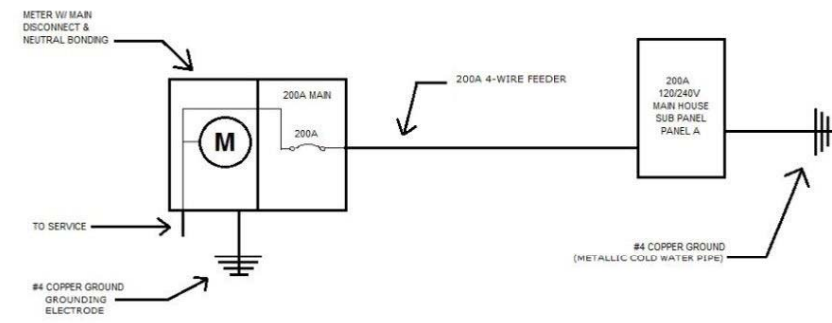 METER W/ MAIN
DISCONNECT &
NEUTRAL BONDING
200A MAIN
200A
M
200A 4-WIRE FEEDER
200A
120/240V
MAIN HOUSE
SUB PANEL
PANEL A
TO SERVICE
#4 COPPER GROUND
GROUNDING
ELECTRODE
#4 COPPER GROUND
(METALLIC COLD WATER PIPE)